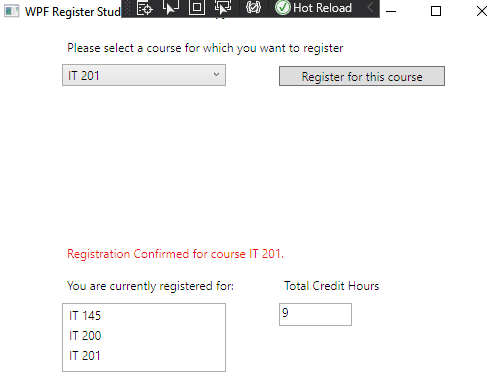 WPF Register Stud
Hot Reload
Please select a course for which you want to register
IT 201
Register for this course
Registration Confirmed for course IT 201.
You are currently registered for:
Total Credit Hours
IT 145
9
IT 200
IT 201